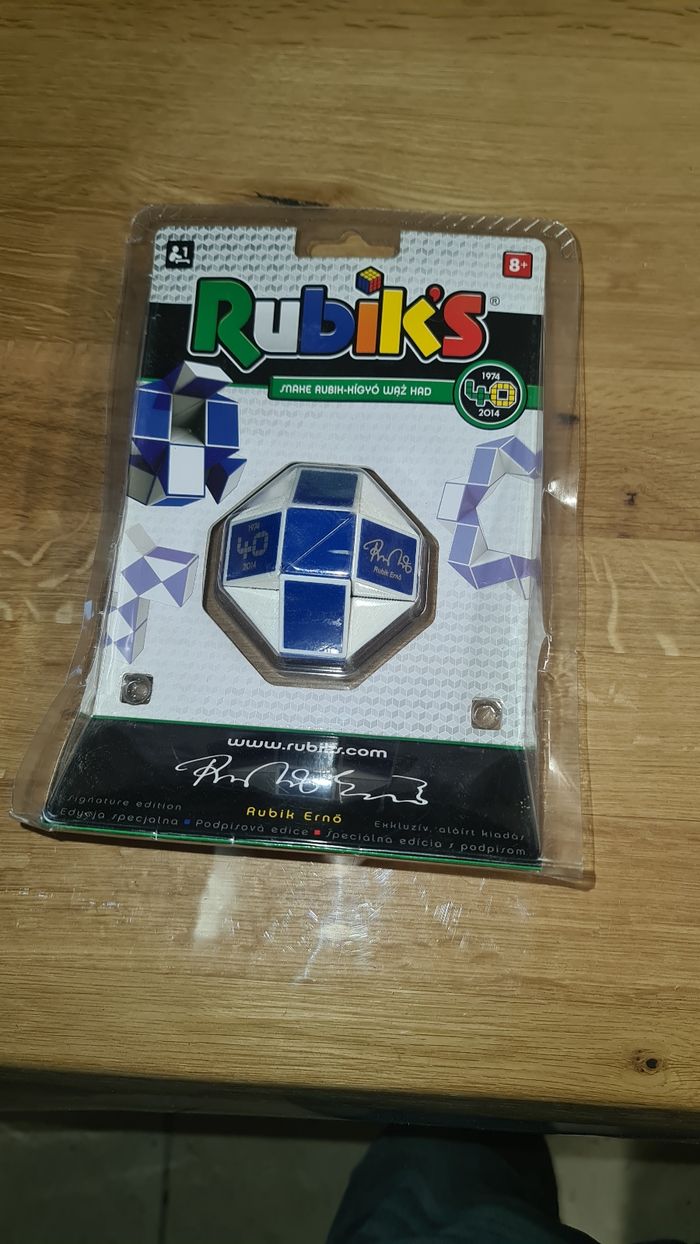 1
8+
RUBIK'S®
SNAKE RUBIK-KÍGYÓ WĄŻ HAD
1974
40
2014
1974
40
2014
Rubik Ernő
www.rubiks.com
Signature edition
Rubik Ernő
Exkluzív, aláírt kiadás
Edycja specjalna ▪ Podpisová edice ▪ Špeciálna edícia s podpisom